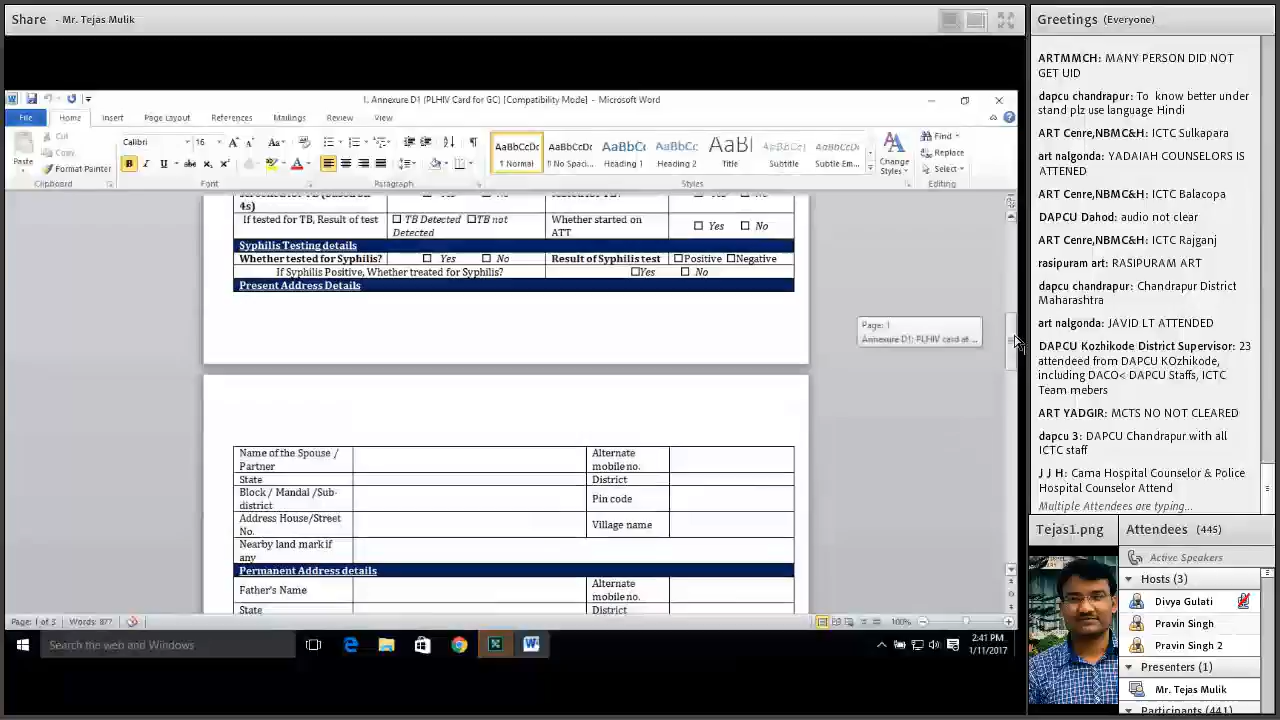 Share - Mr. Tejas Mulik
I. Annexure D1 (PLHIV Card for GC) [Compatibility Mode] - Microsoft Word
File Home Insert Page Layout References Mailings Review View
Paste
Cut
Copy
Format Painter
Clipboard
Calibri 16
Font
Paragraph
AaBbCcDc AaBbCcDc AaBbCc AaBbCc AaBl AaBbCcl AaBbCcDc
¶ Normal ¶ No Spaci... Heading 1 Heading 2 Title Subtitle Subtle Em...
Change
Styles
Styles
Find
Replace
Select
Editing
4s)
If tested for TB, Result of test TB Detected TB not
Detected
Whether started on
ATT
Yes No
Syphilis Testing details
Whether tested for Syphilis? Yes No Result of Syphilis test Positive Negative
If Syphilis Positive, Whether treated for Syphilis? Yes No
Present Address Details
Page: 1
Annexure D1: PLHIV card at ...
Name of the Spouse /
Partner
Alternate
mobile no.
State District
Block / Mandal /Sub-
district
Pin code
Address House/Street
No.
Village name
Nearby land mark if
any
Permanent Address details
Father's Name
Alternate
mobile no.
State District
Page: 1 of 5 Words: 877
100%
Search the web and Windows
2:41 PM
1/11/2017
Greetings (Everyone)
ARTMMCH: MANY PERSON DID NOT
GET UID
dapcu chandrapur: To know better under
stand plz use language Hindi
ART Cenre,NBMC&H: ICTC Sulkapara
art nalgonda: YADAIAH COUNSELORS IS
ATTENED
ART Cenre,NBMC&H: ICTC Balacopa
DAPCU Dahod: audio not clear
ART Cenre,NBMC&H: ICTC Rajganj
rasipuram art: RASIPURAM ART
dapcu chandrapur: Chandrapur District
Maharashtra
art nalgonda: JAVID LT ATTENDED
DAPCU Kozhikode District Supervisor: 23
attendeed from DAPCU KOzhikode,
including DACO< DAPCU Staffs, ICTC
Team mebers
ART YADGIR: MCTS NO NOT CLEARED
dapcu 3: DAPCU Chandrapur with all
ICTC staff
J J H: Cama Hospital Counselor & Police
Hospital Counselor Attend
Multiple Attendees are typing...
Tejas1.png
Attendees (445)
Active Speakers
Hosts (3)
Divya Gulati
Pravin Singh
Pravin Singh 2
Presenters (1)
Mr. Tejas Mulik
Participants (441)